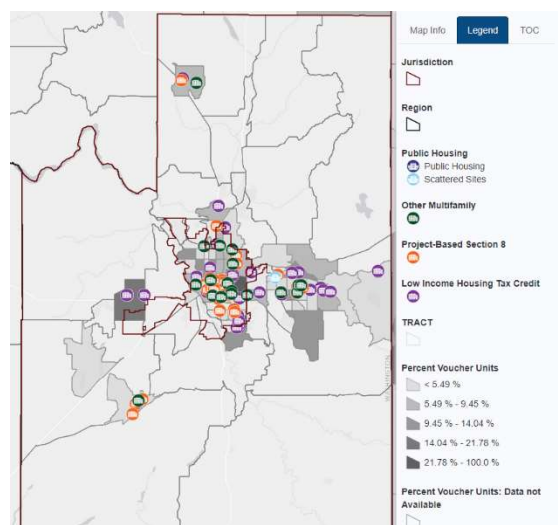 Map Info Legend TOC
Jurisdiction
Region
Public Housing
Public Housing
Scattered Sites
Other Multifamily
Project-Based Section 8
Low Income Housing Tax Credit
TRACT
Percent Voucher Units
< 5.49 %
5.49 % - 9.45 %
9.45 % - 14.04 %
14.04 % - 21.78 %
21.78 % - 100.0 %
Percent Voucher Units: Data not
Available
WASHINGTON